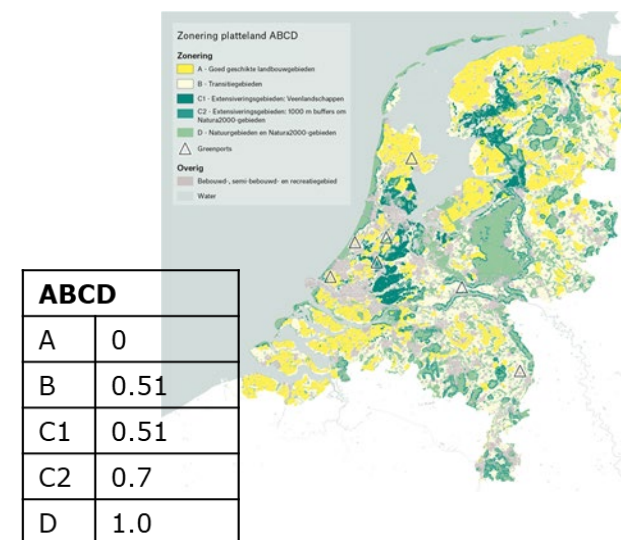 Zonering platteland ABCD
Zonering
A - Goed geschikte landbouwgebieden
B - Transitiegebieden
C1 - Extensiveringsgebieden: Veenlandschappen
C2 - Extensiveringsgebieden: 1000 m buffers om
Natura2000-gebieden
D - Natuurgebieden en Natura2000-gebieden
Greenports
Overig
Bebouwd-, semi-bebouwd- en recreatiegebied
Water
ABCD
A 0
B 0.51
C1 0.51
C2 0.7
D 1.0